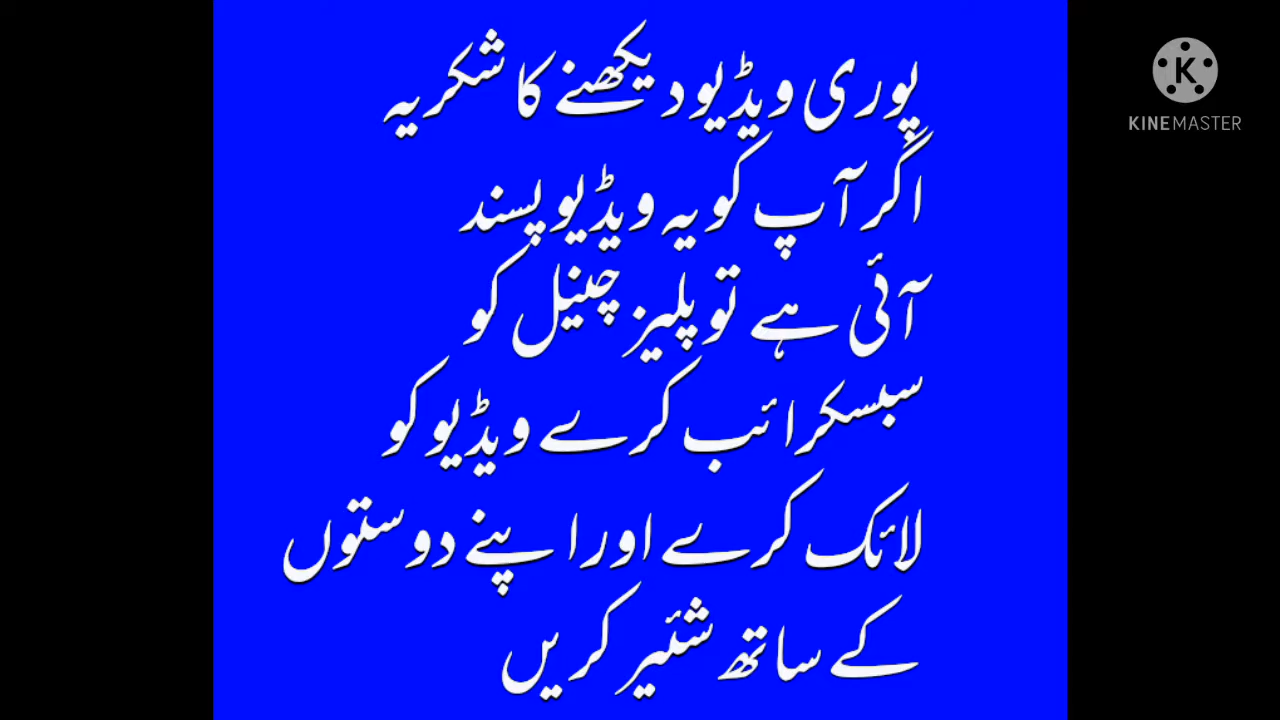 پوری ویڈیو دیکھنے کا شکریہ
اگر آپ کو یہ ویڈیو پسند
آئی ہے تو پلیز چینل کو
سبسکرائب کرے ویڈیو کو
لائک کرے اور اپنے دوستوں
کے ساتھ شئیر کریں
K
KINEMASTER